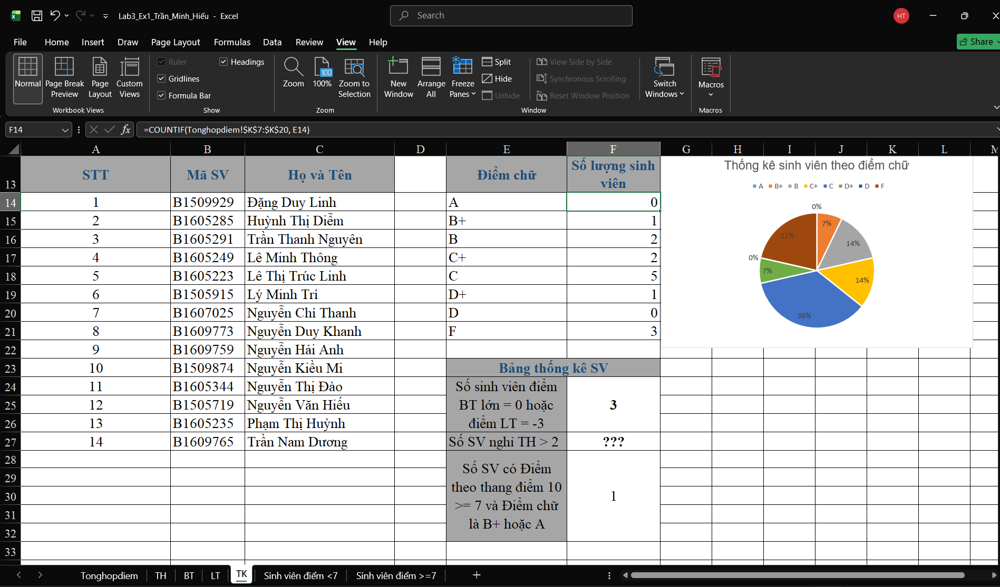 Lab3_Ex1_Trần_Minh_Hiếu - Excel
Search
HT
File Home Insert Draw Page Layout Formulas Data Review View Help
Share
Normal
Page Break Preview
Page Layout
Custom Views
Workbook Views
Ruler
Headings
Gridlines
Formula Bar
Show
Zoom
100
100%
Zoom to Selection
Zoom
New Window
Arrange All
Freeze Panes
Split
Hide
Unhide
View Side by Side
Synchronous Scrolling
Reset Window Position
Window
Switch Windows
Macros
Macros
F14
fx
=COUNTIF(Tonghopdiem!$K$7:$K$20, E14)
A B C D E F G H I J K L M
13 STT Mã SV Họ và Tên Điểm chữ Số lượng sinh viên
14 1 B1509929 Đặng Duy Linh A 0
15 2 B1605285 Huỳnh Thị Diễm B+ 1
16 3 B1605291 Trần Thanh Nguyên B 2
17 4 B1605249 Lê Minh Thông C+ 2
18 5 B1605223 Lê Thị Trúc Linh C 5
19 6 B1505915 Lý Minh Trí D+ 1
20 7 B1607025 Nguyễn Chí Thanh D 0
21 8 B1609773 Nguyễn Duy Khanh F 3
22 9 B1609759 Nguyễn Hải Anh
23 10 B1509874 Nguyễn Kiều Mi Bảng thống kê SV
24 11 B1605344 Nguyễn Thị Đào Số sinh viên điểm
25 12 B1505719 Nguyễn Văn Hiếu BT lớn = 0 hoặc 3
26 13 B1605235 Phạm Thị Huỳnh điểm LT = -3
27 14 B1609765 Trần Nam Dương Số SV nghỉ TH > 2 ???
28
29
30
31
32
33
Số SV có Điểm
theo thang điểm 10
>= 7 và Điểm chữ
là B+ hoặc A
1
Thống kê sinh viên theo điểm chữ
A B+ B C+ C D+ D F
0%
7%
14%
14%
36%
7%
0%
22%
Tonghopdiem TH BT LT TK Sinh viên điểm <7 Sinh viên điểm >=7 +